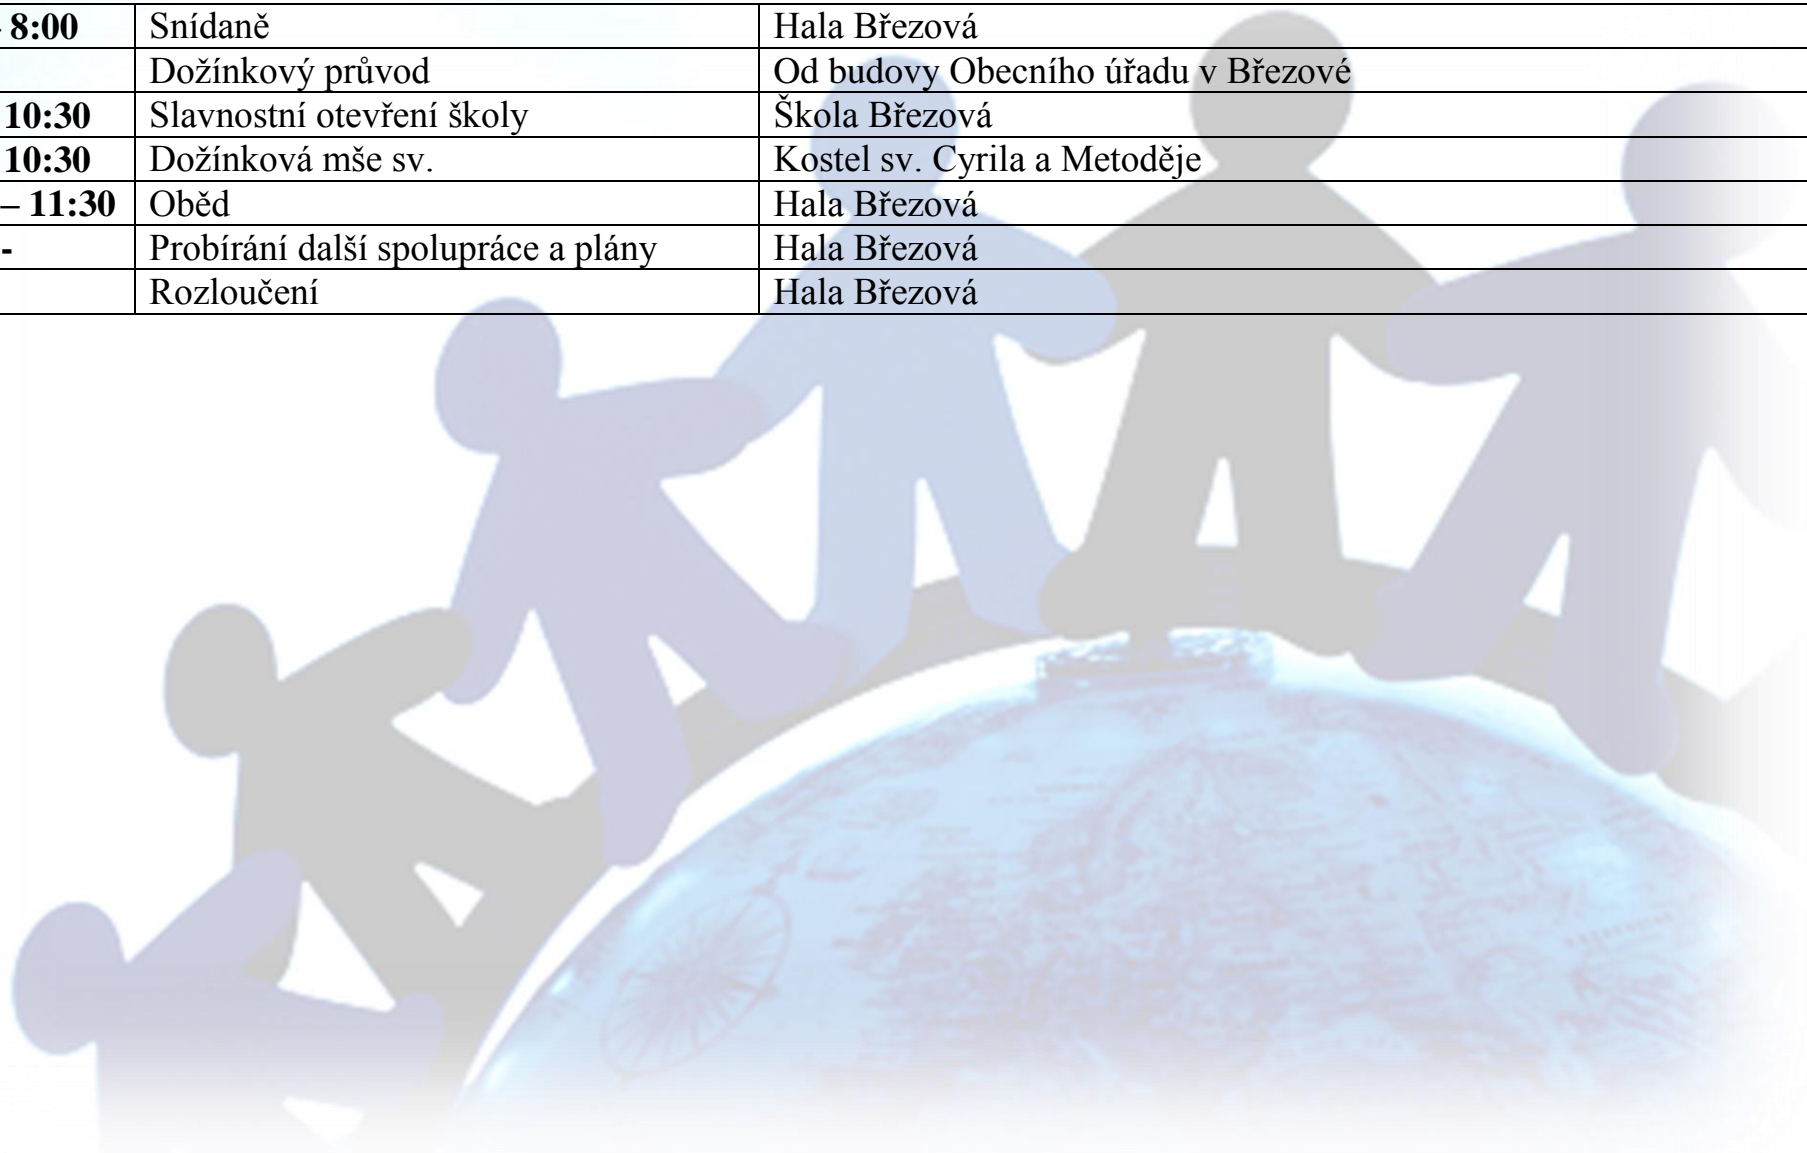 8:00 Snídaně Hala Březová
Dožínkový průvod Od budovy Obecního úřadu v Březové
10:30 Slavnostní otevření školy Škola Březová
10:30 Dožínková mše sv. Kostel sv. Cyrila a Metoděje
– 11:30 Oběd Hala Březová
- Probírání další spolupráce a plány Hala Březová
Rozloučení Hala Březová